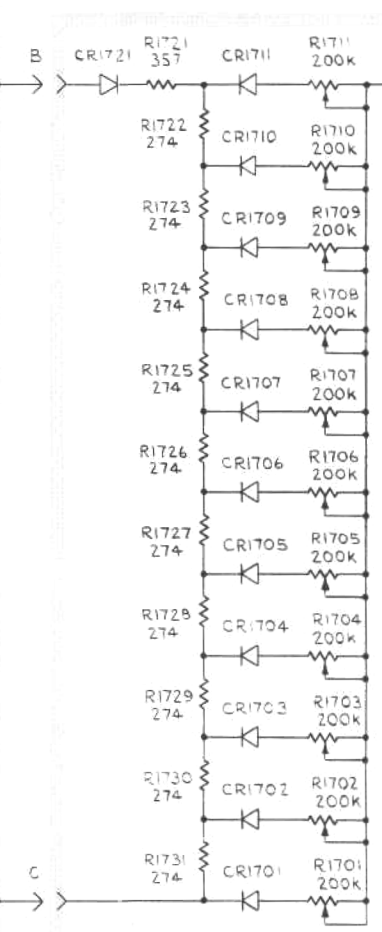 B
CR1721
R1721
357
CR1711
R1711
200K
R1722
274
CR1710
R1710
200K
R1723
274
CR1709
R1709
200K
R1724
274
CR1708
R1708
200K
R1725
274
CR1707
R1707
200K
R1726
274
CR1706
R1706
200K
R1727
274
CR1705
R1705
200K
R1728
274
CR1704
R1704
200K
R1729
274
CR1703
R1703
200K
R1730
274
CR1702
R1702
200K
C
R1731
274
CR1701
R1701
200K